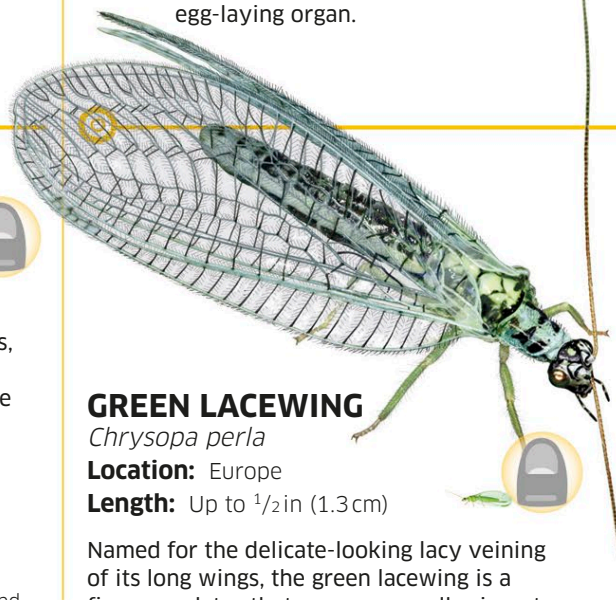 egg-laying organ.
s,
e
GREEN LACEWING
Chrysopa perla
Location: Europe
Length: Up to 1/2 in (1.3 cm)
Named for the delicate-looking lacy veining
of its long wings, the green lacewing is a